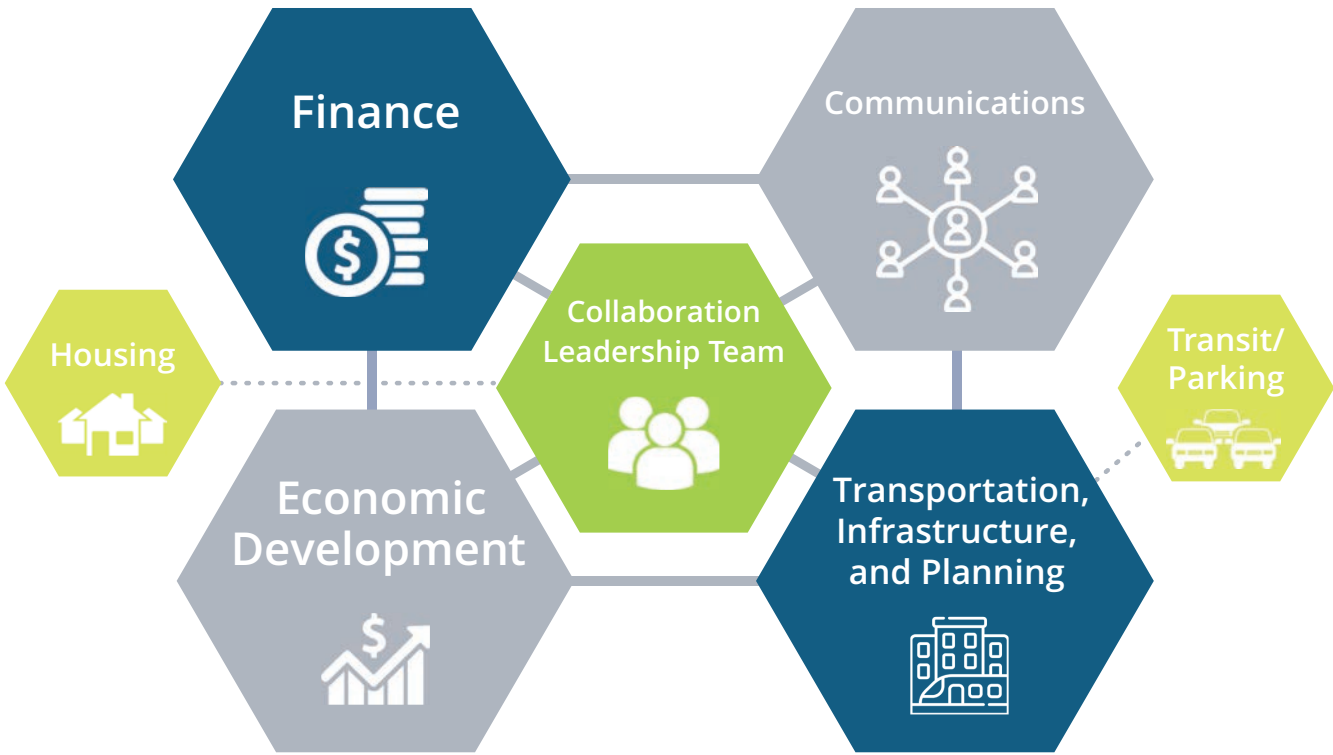 Finance
$
Communications
Collaboration
Leadership Team
Housing
Transit/
Parking
Economic
Development
$
Transportation,
Infrastructure,
and Planning